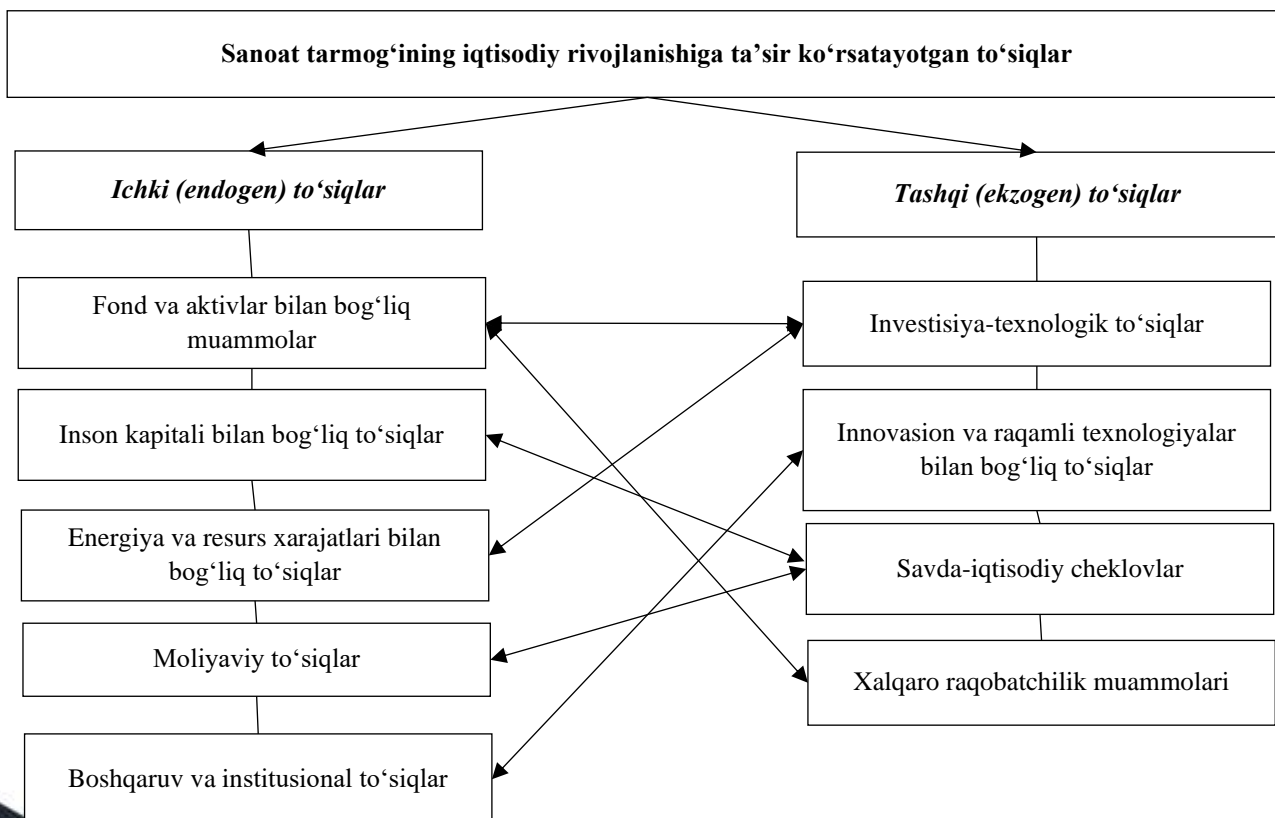 Sanoat tarmog‘ining iqtisodiy rivojlanishiga ta’sir ko‘rsatayotgan to‘siqlar
Ichki (endogen) to‘siqlar
Tashqi (ekzogen) to‘siqlar
Fond va aktivlar bilan bog‘liq
muammolar
Inson kapitali bilan bog‘liq to‘siqlar
Energiya va resurs xarajatlari bilan
bog‘liq to‘siqlar
Moliyaviy to‘siqlar
Boshqaruv va institusional to‘siqlar
Investisiya-texnologik to‘siqlar
Innovasion va raqamli texnologiyalar
bilan bog‘liq to‘siqlar
Savda-iqtisodiy cheklovlar
Xalqaro raqobatchilik muammolari